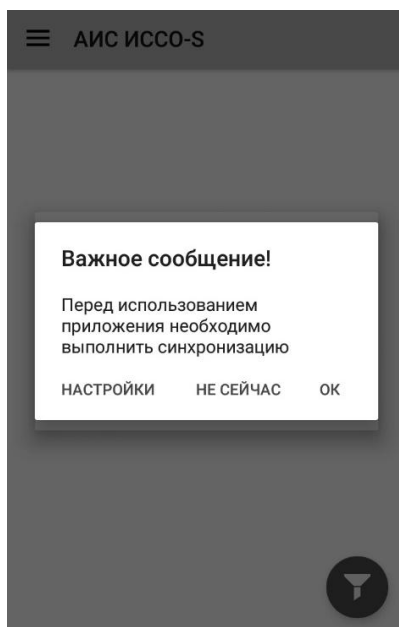 АИС ИССО-S
Важное сообщение!
Перед использованием
приложения необходимо
выполнить синхронизацию
НАСТРОЙКИ НЕ СЕЙЧАС ОК